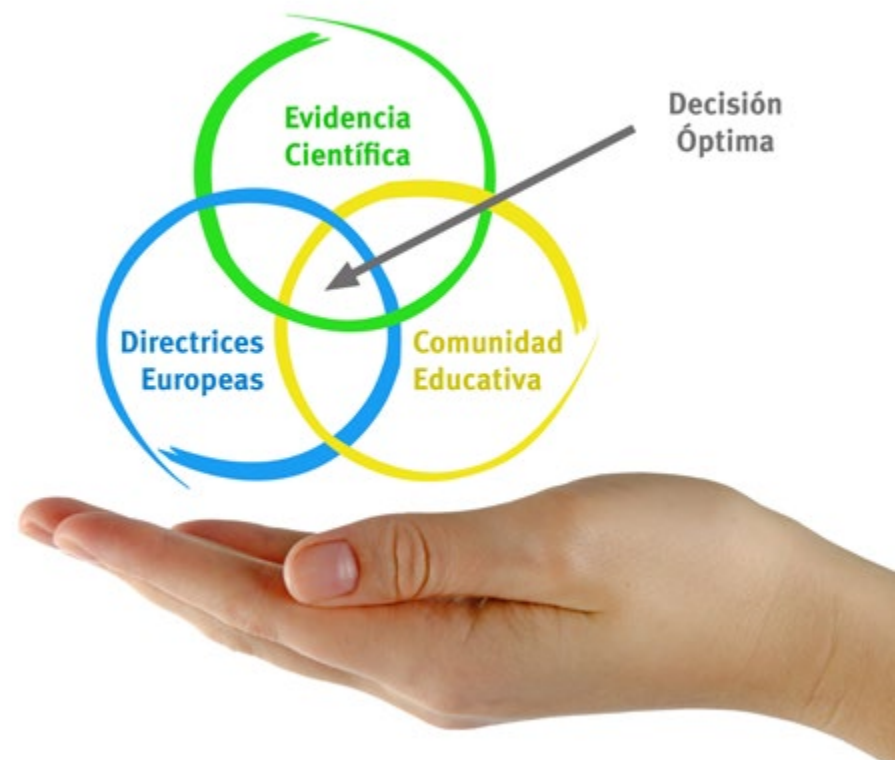 Evidencia
Científica
Decisión
Óptima
Directrices
Europeas
Comunidad
Educativa